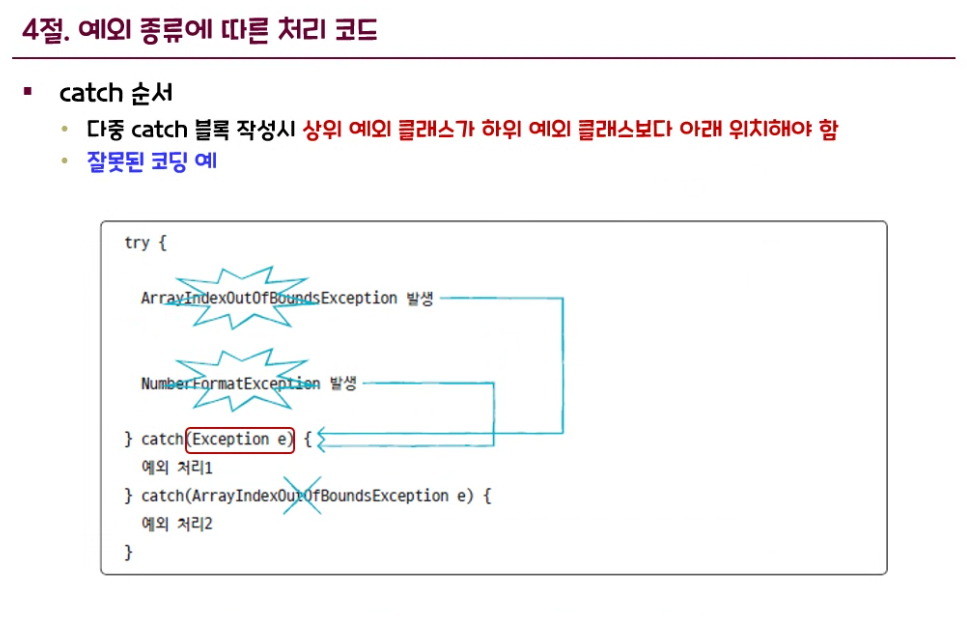 4절. 예외 종류에 따른 처리 코드
catch 순서
다중 catch 블록 작성시 상위 예외 클래스가 하위 예외 클래스보다 아래 위치해야 함
잘못된 코딩 예
try {
ArrayIndexOutOfBoundsException 발생
NumberFormatException 발생
} catch(Exception e) {
예외 처리1
} catch(ArrayIndexOutOfBoundsException e) {
예외 처리2
}